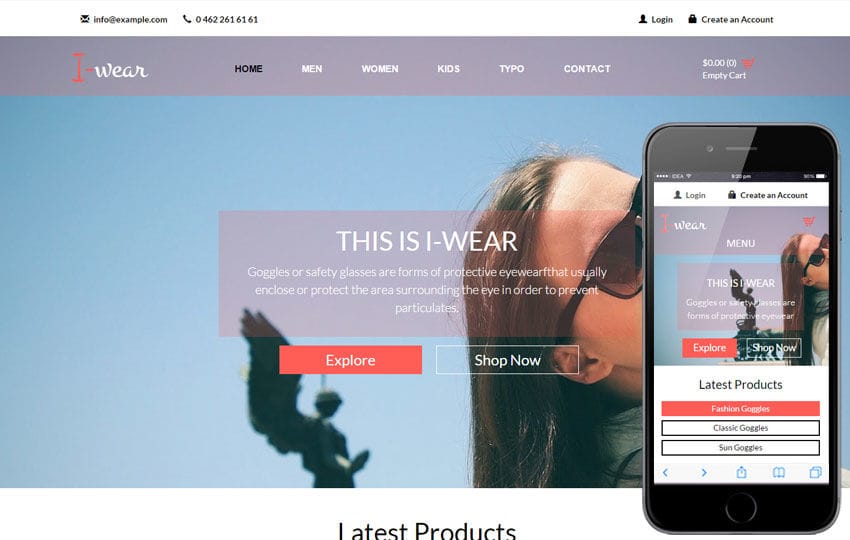 info@example.com
0 462 261 61 61
Login
Create an Account
I-wear
HOME
MEN
WOMEN
KIDS
TYPO
CONTACT
$0.00 (0)
Empty Cart
THIS IS I-WEAR
Goggles or safety glasses are forms of protective eyewearfthat usually
enclose or protect the area surrounding the eye in order to prevent
particulates.
Explore
Shop Now
Latest Products
IDEA
9:20 pm
90%
Login
Create an Account
I-wear
MENU
THIS IS I-WEAR
Goggles or safety glasses are
forms of protective eyewear
Explore
Shop Now
Latest Products
Fashion Goggles
Classic Goggles
Sun Goggles